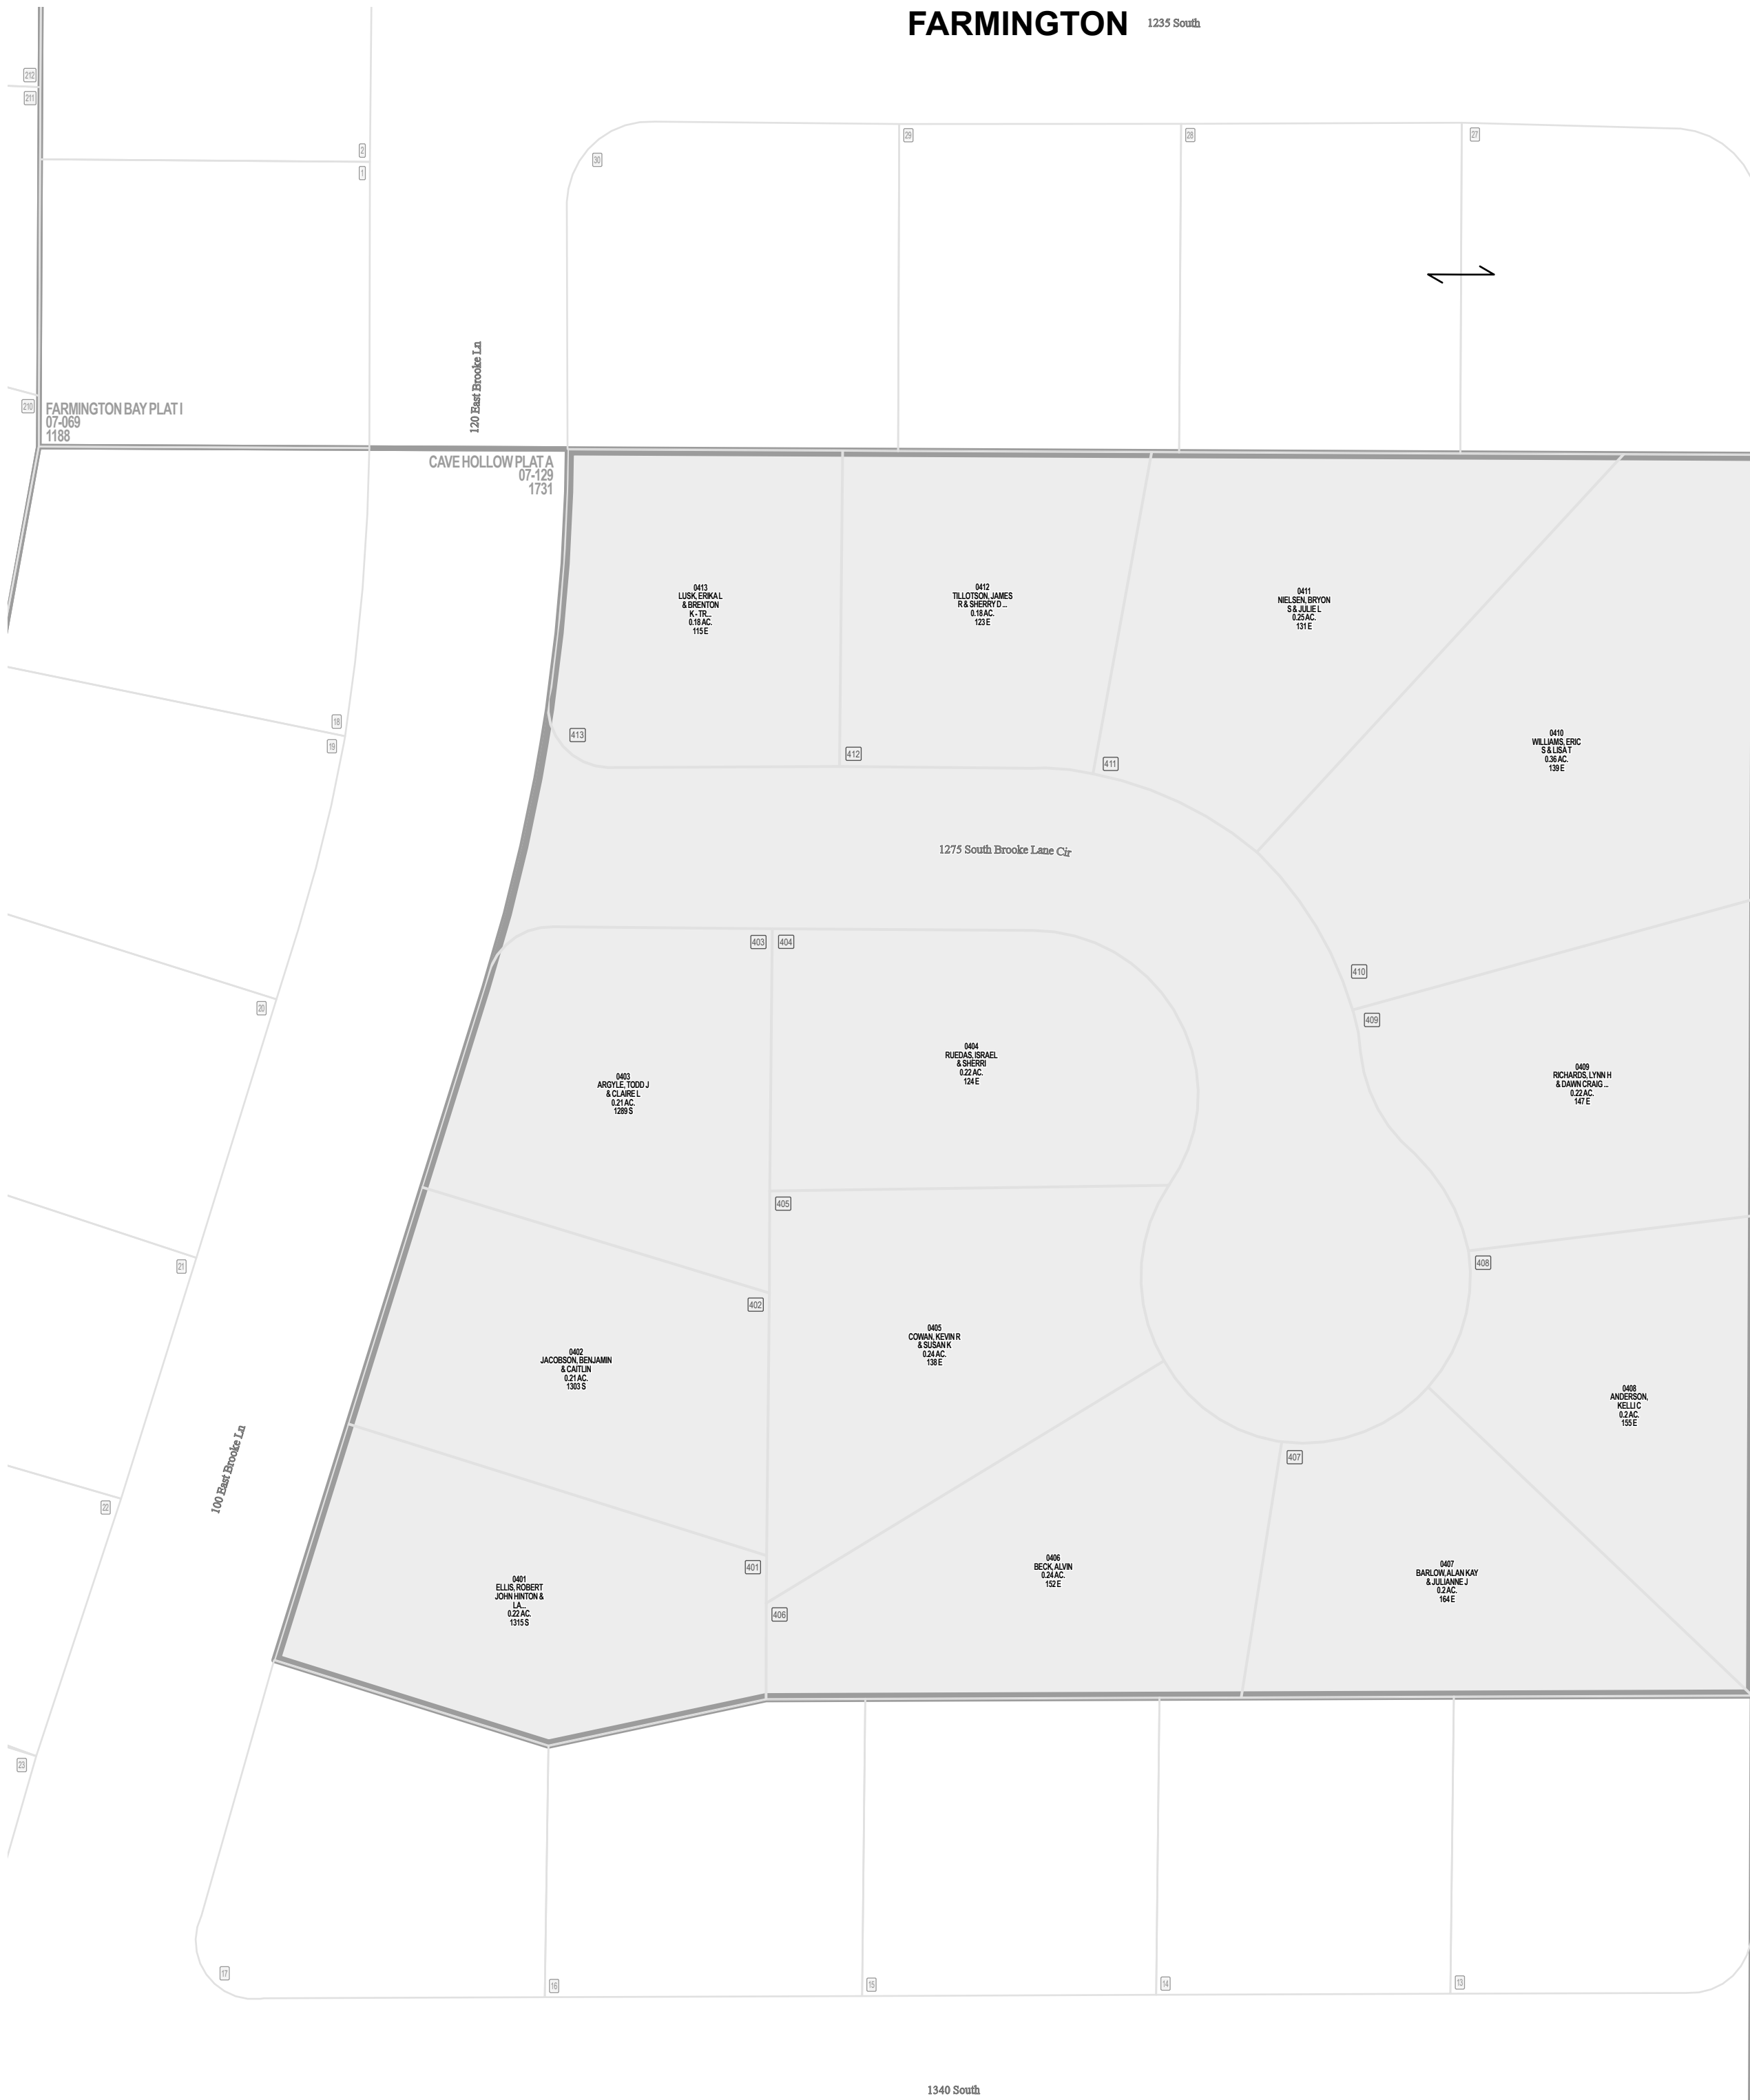 FARMINGTON
1235 South
212
211
2
1
30
29
28
27
120 East Brooke Ln
210
FARMINGTON BAY PLAT I
07-069
1188
CAVE HOLLOW PLAT A
07-129
1731
0413
LUSK, ERIKA L
& BRENTON
K - TR...
0.18 AC.
115 E
0412
TILLOTSON, JAMES
R & SHERRY D ...
0.18 AC.
123 E
0411
NIELSEN, BRYON
S & JULIE L
0.25 AC.
131 E
0410
WILLIAMS, ERIC
S & LISA T
0.36 AC.
139 E
18
19
413
412
411
1275 South Brooke Lane Cir
403
404
410
409
20
0404
RUEDAS, ISRAEL
& SHERRI
0.22 AC.
124 E
0403
ARGYLE, TODD J
& CLAIRE L
0.21 AC.
1289 S
0409
RICHARDS, LYNN H
& DAWN CRAIG ...
0.22 AC.
147 E
405
21
408
402
0405
COWAN, KEVIN R
& SUSAN K
0.24 AC.
138 E
0402
JACOBSON, BENJAMIN
& CAITLIN
0.21 AC.
1303 S
0408
ANDERSON,
KELLI C
0.2 AC.
155 E
100 East Brooke Ln
407
22
401
0406
BECK, ALVIN
0.24 AC.
152 E
0407
BARLOW, ALAN KAY
& JULIANNE J
0.2 AC.
164 E
0401
ELLIS, ROBERT
JOHN HINTON &
LA...
0.22 AC.
1315 S
406
23
17
16
15
14
13
1340 South